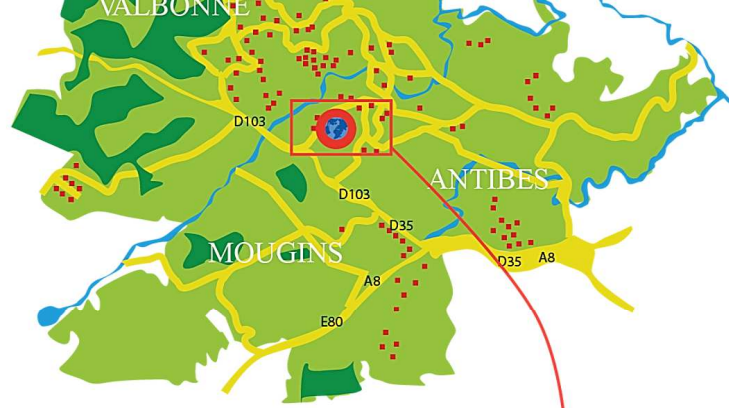 VALBONNE
D103
ANTIBES
D103
D35
MOUGINS
D35 A8
A8
E80